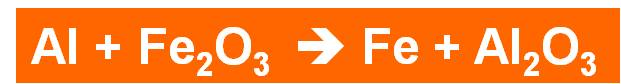 Al + Fe₂O₃ ➔ Fe + Al₂O₃